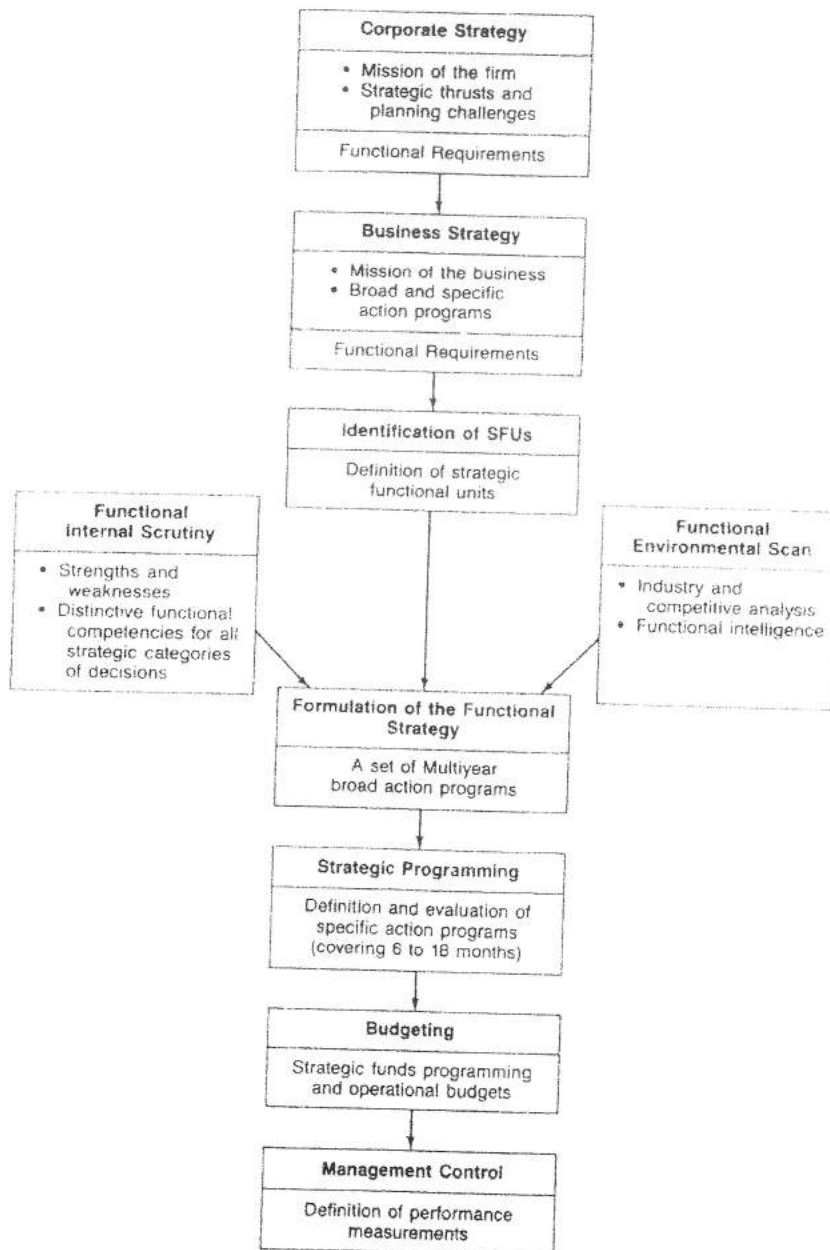 Corporate Strategy
• Mission of the firm
• Strategic thrusts and
planning challenges
Functional Requirements
Business Strategy
• Mission of the business
• Broad and specific
action programs
Functional Requirements
Identification of SFUs
Definition of strategic
functional units
Functional
Internal Scrutiny
• Strengths and
weaknesses
• Distinctive functional
competencies for all
strategic categories
of decisions
Functional
Environmental Scan
• Industry and
competitive analysis
• Functional intelligence
Formulation of the Functional
Strategy
A set of Multiyear
broad action programs
Strategic Programming
Definition and evaluation of
specific action programs
(covering 6 to 18 months)
Budgeting
Strategic funds programming
and operational budgets
Management Control
Definition of performance
measurements